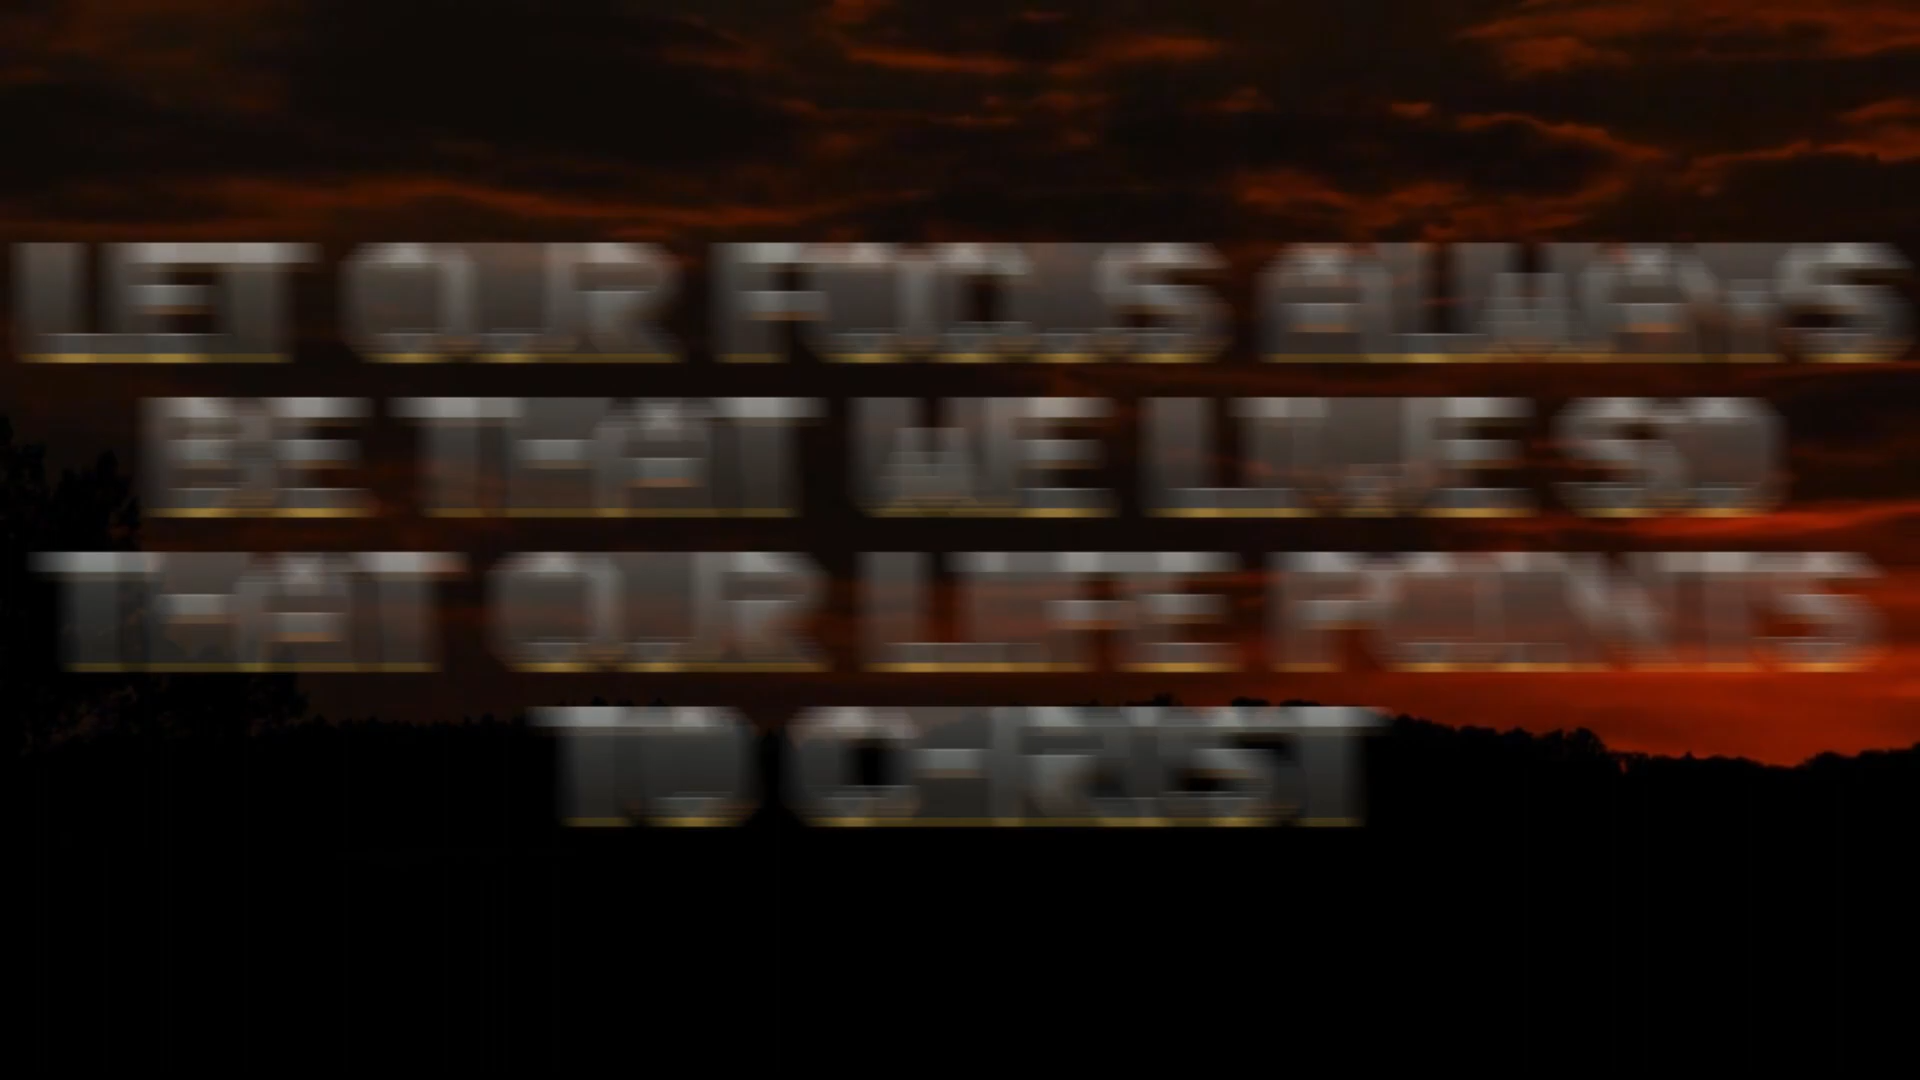 LET OUR FOCUS ALWAYS
BE THAT WE LIVE SO
THAT OUR LIFE POINTS
TO CHRIST